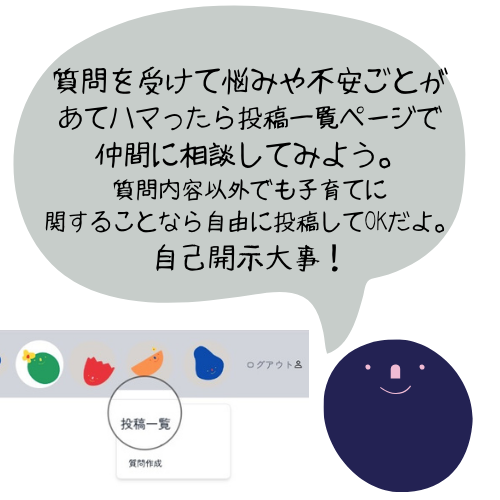 質問を受けて悩みや不安ごとが
あてハマったら投稿一覧ページで
仲間に相談してみよう。
質問内容以外でも子育てに
関することなら自由に投稿してOKだよ。
自己開示大事！
ログアウト
投稿一覧
質問作成